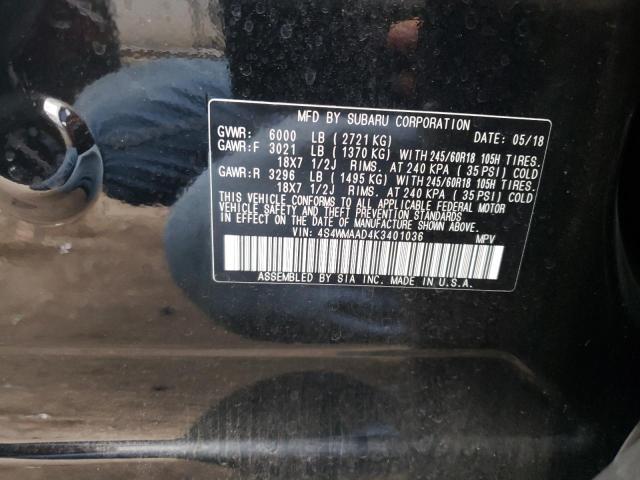 MFD BY SUBARU CORPORATION
GVWR: 6000 LB ( 2721 KG) DATE: 05/18
GAWR:F 3021 LB ( 1370 KG) WITH 245/60R18 105H TIRES.
18X7 1/2J RIMS. AT 240 KPA ( 35 PSI) COLD
GAWR:R 3296 LB ( 1495 KG) WITH 245/60R18 105H TIRES.
18X7 1/2J RIMS. AT 240 KPA ( 35 PSI) COLD
THIS VEHICLE CONFORMS TO ALL APPLICABLE FEDERAL MOTOR
VEHICLE SAFETY AND THEFT PREVENTION STANDARDS
IN EFFECT ON THE DATE OF MANUFACTURE SHOWN ABOVE.
VIN: 4S4WMAAD4K3401036 MPV
ASSEMBLED BY SIA INC. MADE IN U.S.A.